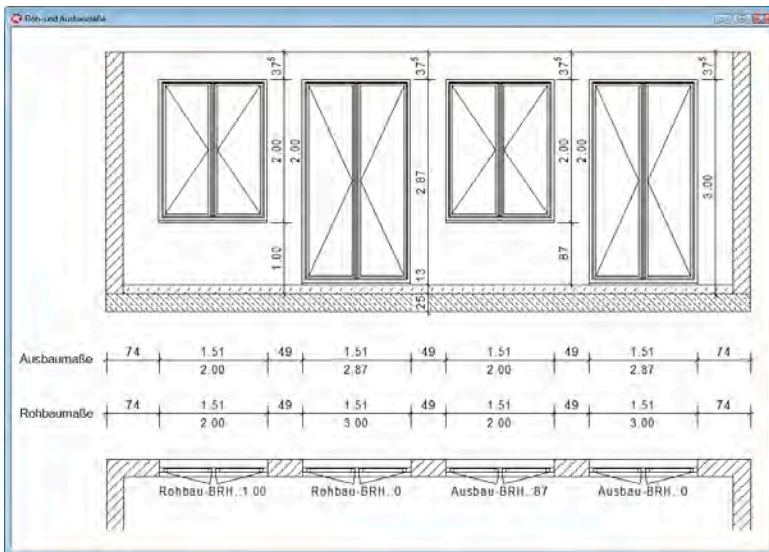 Roh- und Ausbaumaße
37⁵ 37⁵ 37⁵ 37⁵
2.00 2.00 2.87 2.00 2.00 3.00
1.00 13 87
25
Ausbaumaße 74 1.51 49 1.51 49 1.51 49 1.51 74
2.00 2.87 2.00 2.87
Rohbaumaße 74 1.51 49 1.51 49 1.51 49 1.51 74
2.00 3.00 2.00 3.00
Rohbau-BRH.:1.00 Rohbau-BRH.:0 Ausbau-BRH.:87 Ausbau-BRH.:0